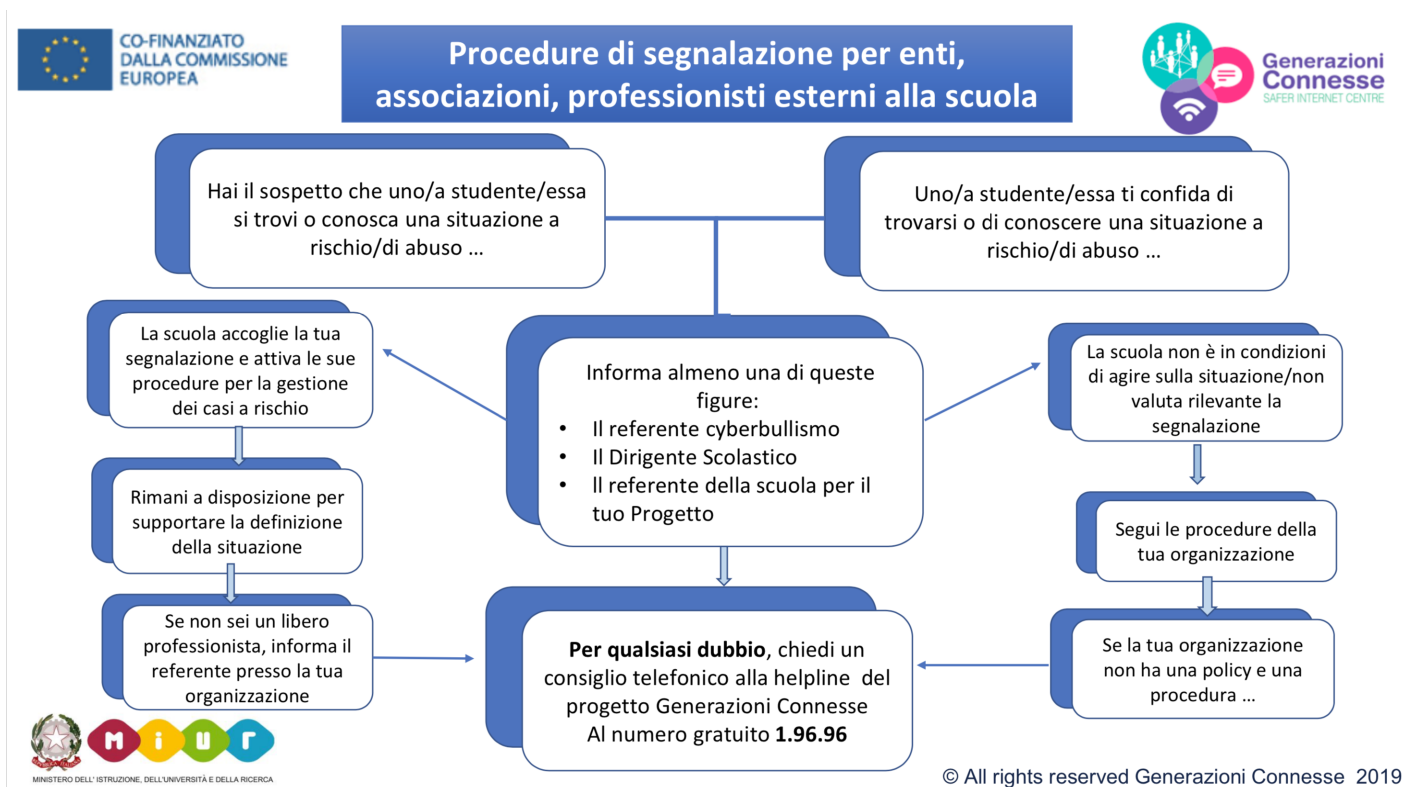 CO-FINANZIATO
DALLA COMMISSIONE
EUROPEA
Procedure di segnalazione per enti,
associazioni, professionisti esterni alla scuola
Generazioni
Connesse
SAFER INTERNET CENTRE
Hai il sospetto che uno/a studente/essa
si trovi o conosca una situazione a
rischio/di abuso …
Uno/a studente/essa ti confida di
trovarsi o di conoscere una situazione a
rischio/di abuso …
La scuola accoglie la tua
segnalazione e attiva le sue
procedure per la gestione
dei casi a rischio
Informa almeno una di queste
figure:
• Il referente cyberbullismo
• Il Dirigente Scolastico
• Il referente della scuola per il
tuo Progetto
La scuola non è in condizioni
di agire sulla situazione/non
valuta rilevante la
segnalazione
Rimani a disposizione per
supportare la definizione
della situazione
Segui le procedure della
tua organizzazione
Se non sei un libero
professionista, informa il
referente presso la tua
organizzazione
Per qualsiasi dubbio, chiedi un
consiglio telefonico alla helpline del
progetto Generazioni Connesse
Al numero gratuito 1.96.96
Se la tua organizzazione
non ha una policy e una
procedura …
miur
MINISTERO DELL' ISTRUZIONE, DELL'UNIVERSITÀ E DELLA RICERCA
© All rights reserved Generazioni Connesse 2019